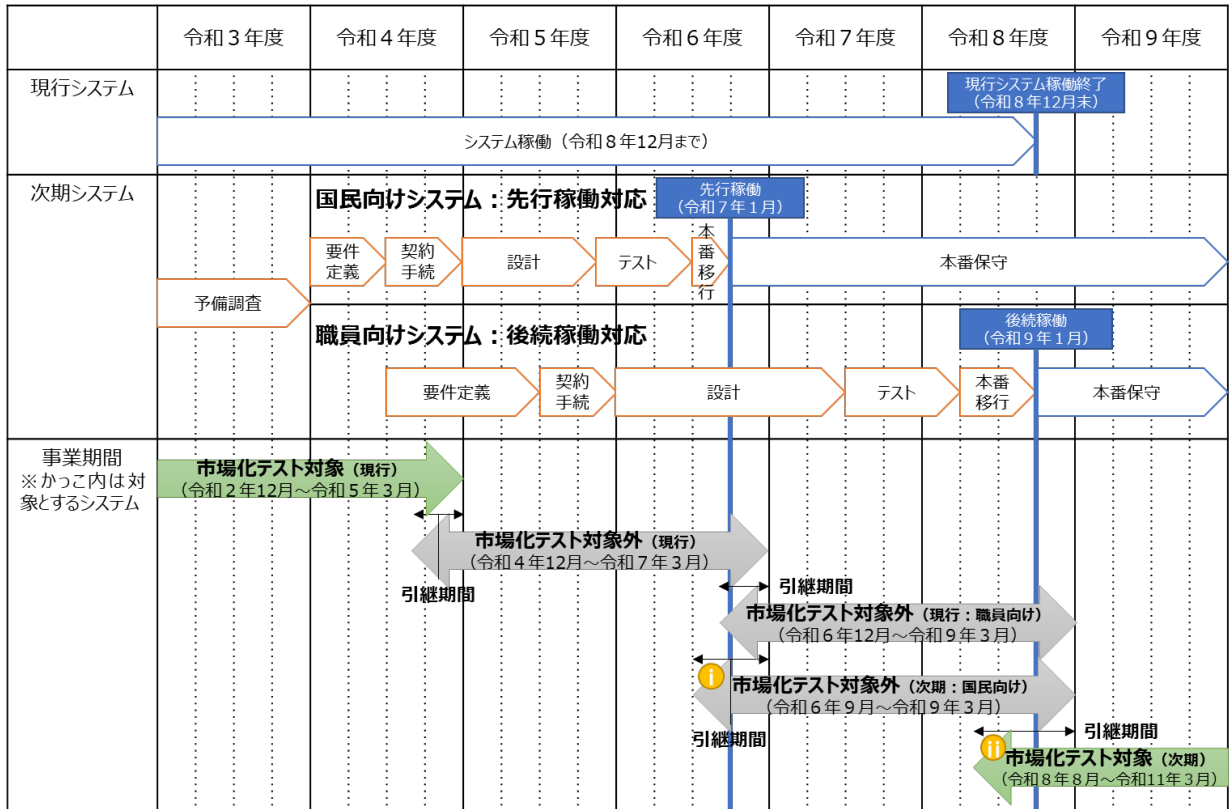 令和３年度
令和４年度
令和５年度
令和６年度
令和７年度
令和８年度
令和９年度
現行システム
現行システム稼働終了
（令和８年12月末）
システム稼働（令和８年12月まで）
次期システム
国民向けシステム：先行稼働対応
先行稼働
（令和７年１月）
要件
定義
契約
手続
設計
テスト
本
番
移
行
本番保守
予備調査
職員向けシステム：後続稼働対応
後続稼働
（令和９年１月）
要件定義
契約
手続
設計
テスト
本番
移行
本番保守
事業期間
※かっこ内は対
象とするシステム
市場化テスト対象（現行）
（令和２年12月～令和５年３月）
市場化テスト対象外（現行）
（令和４年12月～令和７年３月）
引継期間
引継期間
市場化テスト対象外（現行：職員向け）
（令和６年12月～令和９年３月）
i
市場化テスト対象外（次期：国民向け）
（令和６年９月～令和９年３月）
引継期間
引継期間
ii
市場化テスト対象（次期）
（令和８年８月～令和11年３月）